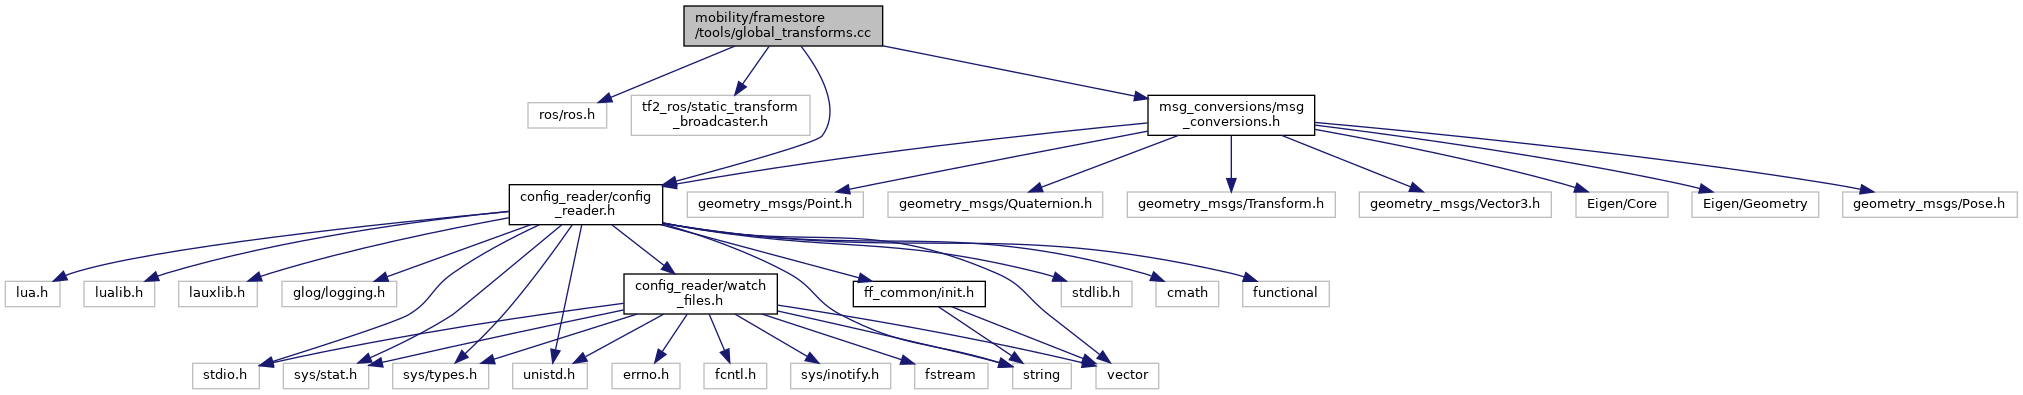 mobility/framestore
/tools/global_transforms.cc
ros/ros.h
tf2_ros/static_transform
_broadcaster.h
msg_conversions/msg
_conversions.h
config_reader/config
_reader.h
geometry_msgs/Point.h
geometry_msgs/Quaternion.h
geometry_msgs/Transform.h
geometry_msgs/Vector3.h
Eigen/Core
Eigen/Geometry
geometry_msgs/Pose.h
lua.h
lualib.h
lauxlib.h
glog/logging.h
config_reader/watch
_files.h
ff_common/init.h
stdlib.h
cmath
functional
stdio.h
sys/stat.h
sys/types.h
unistd.h
errno.h
fcntl.h
sys/inotify.h
fstream
string
vector